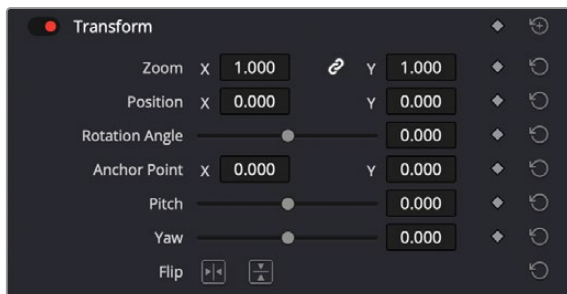 Transform
Zoom X 1.000 Y 1.000
Position X 0.000 Y 0.000
Rotation Angle 0.000
Anchor Point X 0.000 Y 0.000
Pitch 0.000
Yaw 0.000
Flip